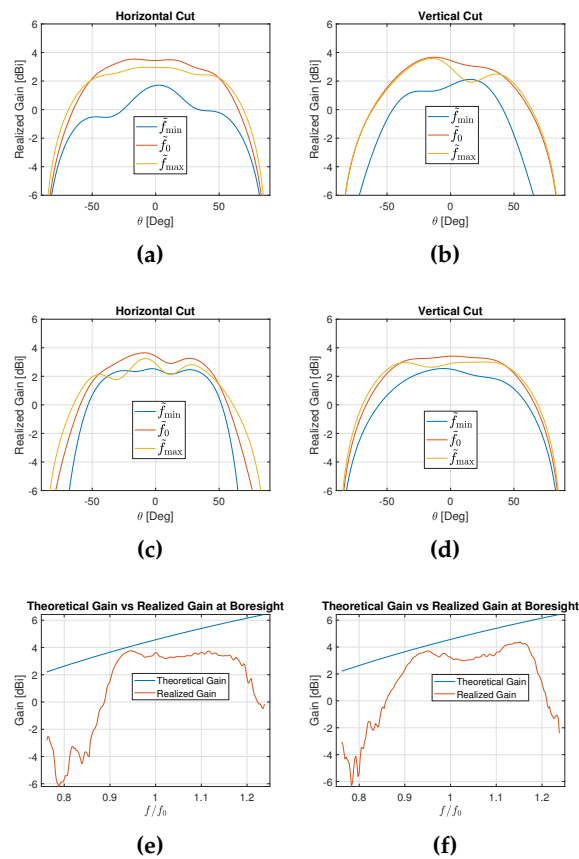 Horizontal Cut
Vertical Cut
6
4
2
0
-2
-4
-6
Realized Gain [dBi]
f̃min
f̃0
f̃max
-50
0
50
θ [Deg]
6
4
2
0
-2
-4
-6
Realized Gain [dBi]
f̃min
f̃0
f̃max
-50
0
50
θ [Deg]
(a)
(b)
Horizontal Cut
Vertical Cut
6
4
2
0
-2
-4
-6
Realized Gain [dBi]
f̃min
f̃0
f̃max
-50
0
50
θ [Deg]
6
4
2
0
-2
-4
-6
Realized Gain [dBi]
f̃min
f̃0
f̃max
-50
0
50
θ [Deg]
(c)
(d)
Theoretical Gain vs Realized Gain at Boresight
Theoretical Gain vs Realized Gain at Boresight
6
4
2
0
-2
-4
-6
Gain [dBi]
Theoretical Gain
Realized Gain
0.8
0.9
1
1.1
1.2
f/f0
6
4
2
0
-2
-4
-6
Gain [dBi]
Theoretical Gain
Realized Gain
0.8
0.9
1
1.1
1.2
f/f0
(e)
(f)